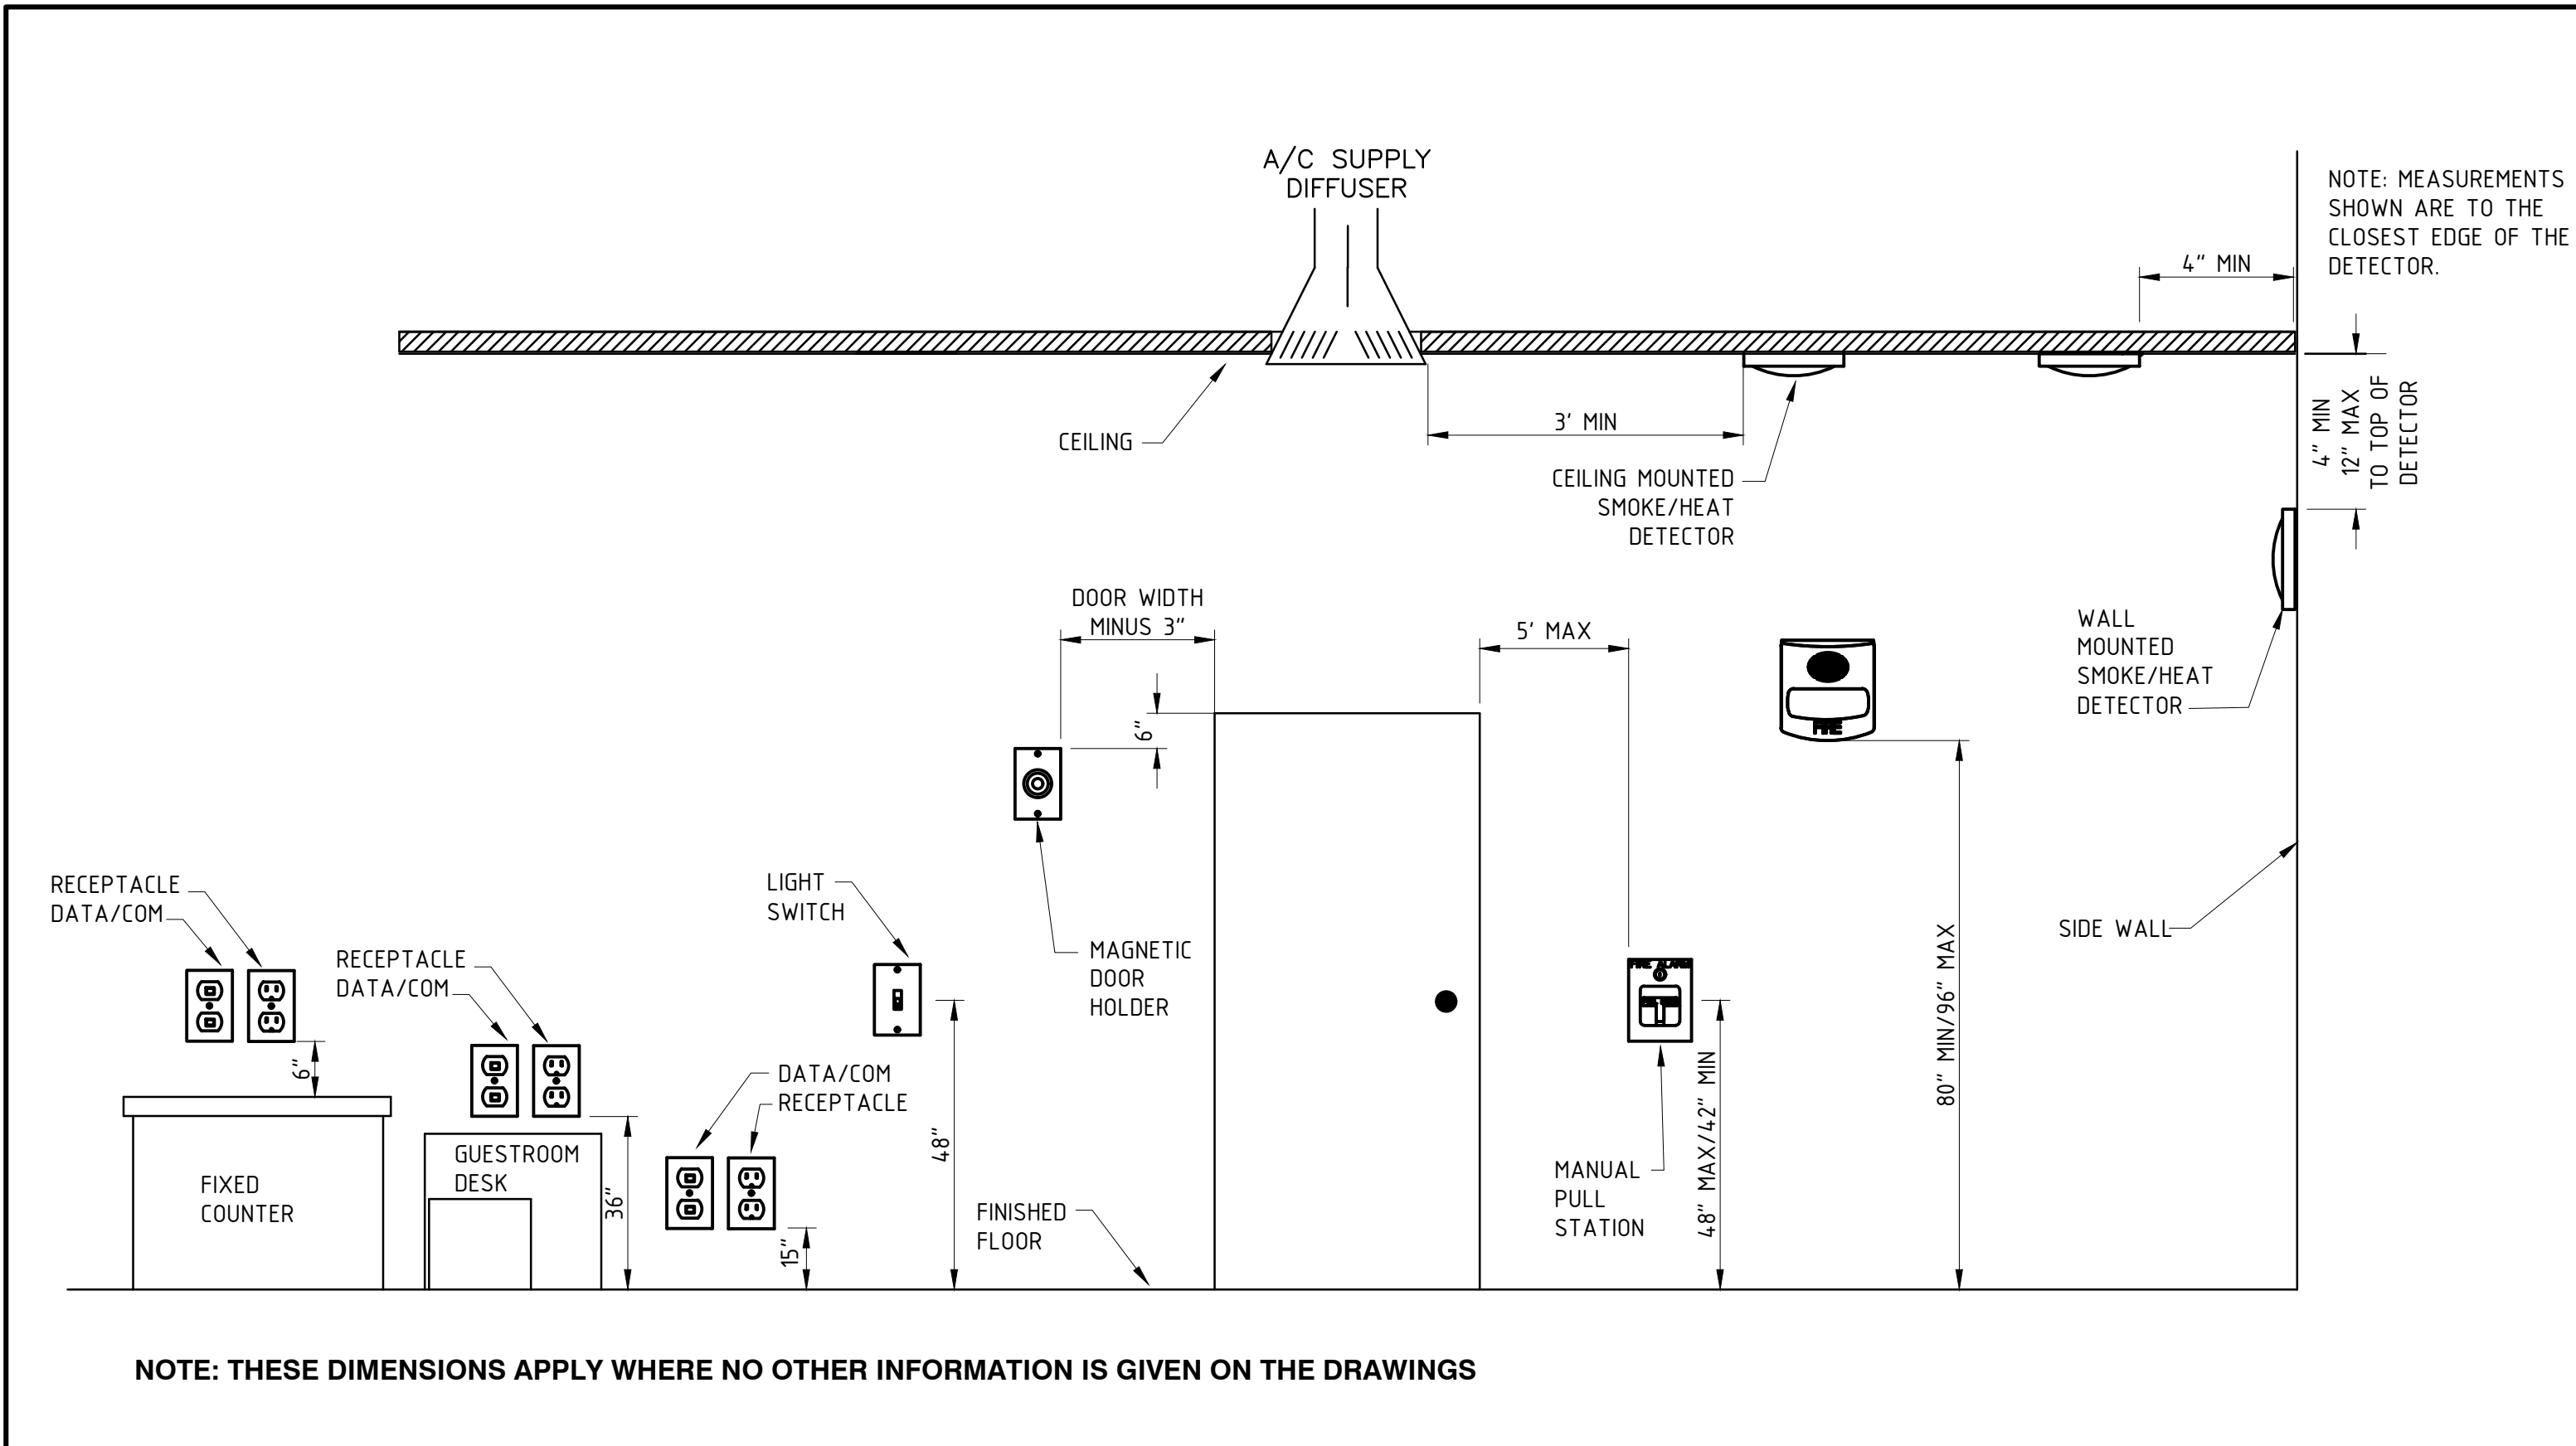 A/C SUPPLY
DIFFUSER
NOTE: MEASUREMENTS
SHOWN ARE TO THE
CLOSEST EDGE OF THE
DETECTOR.
4" MIN
4" MIN
12" MAX
TO TOP OF
DETECTOR
CEILING
3' MIN
CEILING MOUNTED
SMOKE/HEAT
DETECTOR
DOOR WIDTH
MINUS 3"
5' MAX
6"
FIRE
WALL
MOUNTED
SMOKE/HEAT
DETECTOR
SIDE WALL
RECEPTACLE
DATA/COM
6"
FIXED
COUNTER
RECEPTACLE
DATA/COM
GUESTROOM
DESK
36"
LIGHT
SWITCH
DATA/COM
RECEPTACLE
15"
48"
MAGNETIC
DOOR
HOLDER
FINISHED
FLOOR
FIRE ALARM
MANUAL
PULL
STATION
48" MAX/42" MIN
80" MIN/96" MAX
NOTE: THESE DIMENSIONS APPLY WHERE NO OTHER INFORMATION IS GIVEN ON THE DRAWINGS